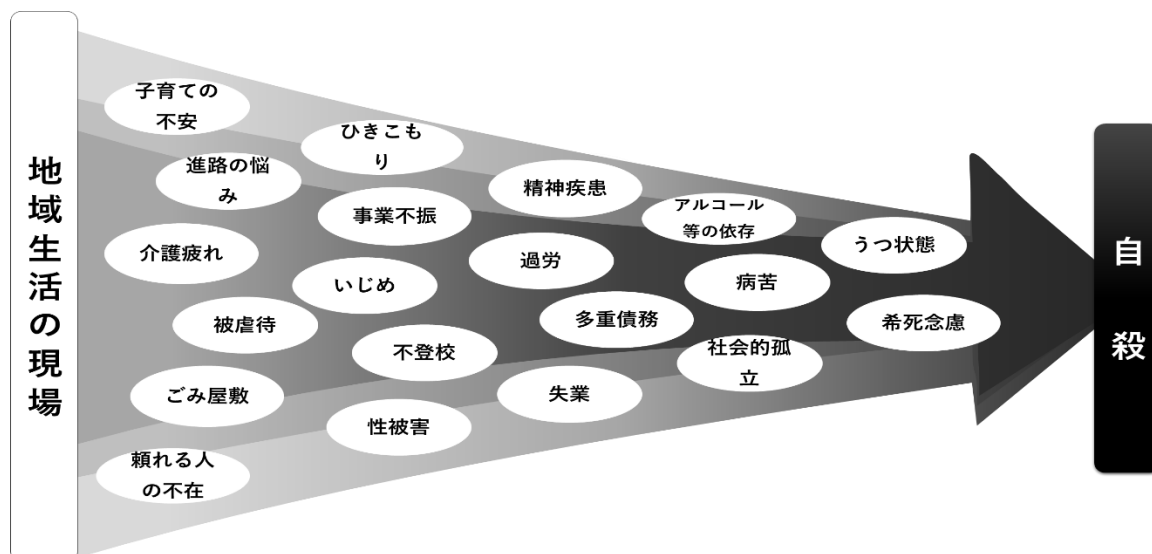 地域生活の現場
子育ての
不安
進路の悩
み
介護疲れ
被虐待
ごみ屋敷
頼れる人
の不在
ひきこも
り
事業不振
いじめ
不登校
性被害
精神疾患
過労
多重債務
失業
アルコール
等の依存
病苦
社会的孤
立
うつ状態
希死念慮
自殺